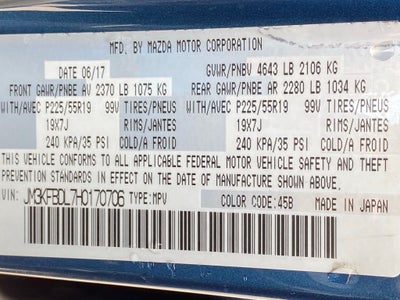 MFD. BY MAZDA MOTOR CORPORATION
DATE 06/17 GVWR/PNBV 4643 LB 2106 KG
FRONT GAWR/PNBE AV 2370 LB 1075 KG REAR GAWR/PNBE AR 2280 LB 1034 KG
WITH/AVEC P225/55R19 99V TIRES/PNEUS WITH/AVEC P225/55R19 99V TIRES/PNEUS
19X7J RIMS/JANTES 19X7J RIMS/JANTES
240 KPA/35 PSI COLD/A FROID 240 KPA/35 PSI COLD/A FROID
THIS VEHICLE CONFORMS TO ALL APPLICABLE FEDERAL MOTOR VEHICLE SAFETY AND THEFT
PREVENTION STANDARDS IN EFFECT ON THE DATE OF MANUFACTURE SHOWN ABOVE.
VIN: JM3KFBDL7H0170706 TYPE:MPV COLOR CODE:45B MADE IN JAPAN